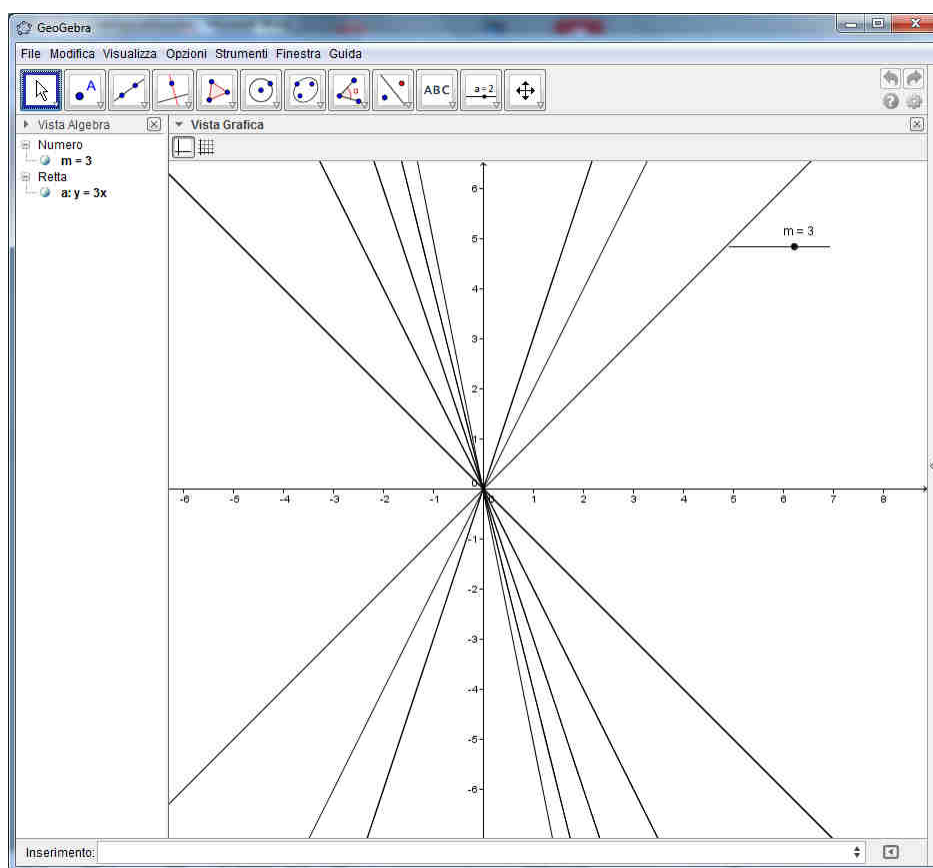 GeoGebra
File Modifica Visualizza Opzioni Strumenti Finestra Guida
A
α
ABC
a=2
Vista Algebra
Vista Grafica
Numero
m = 3
Retta
a: y = 3x
6
5
m = 3
4
3
2
1
0
-6 -5 -4 -3 -2 -1 0 1 2 3 4 5 6 7 8
-1
-2
-3
-4
-5
-6
Inserimento: